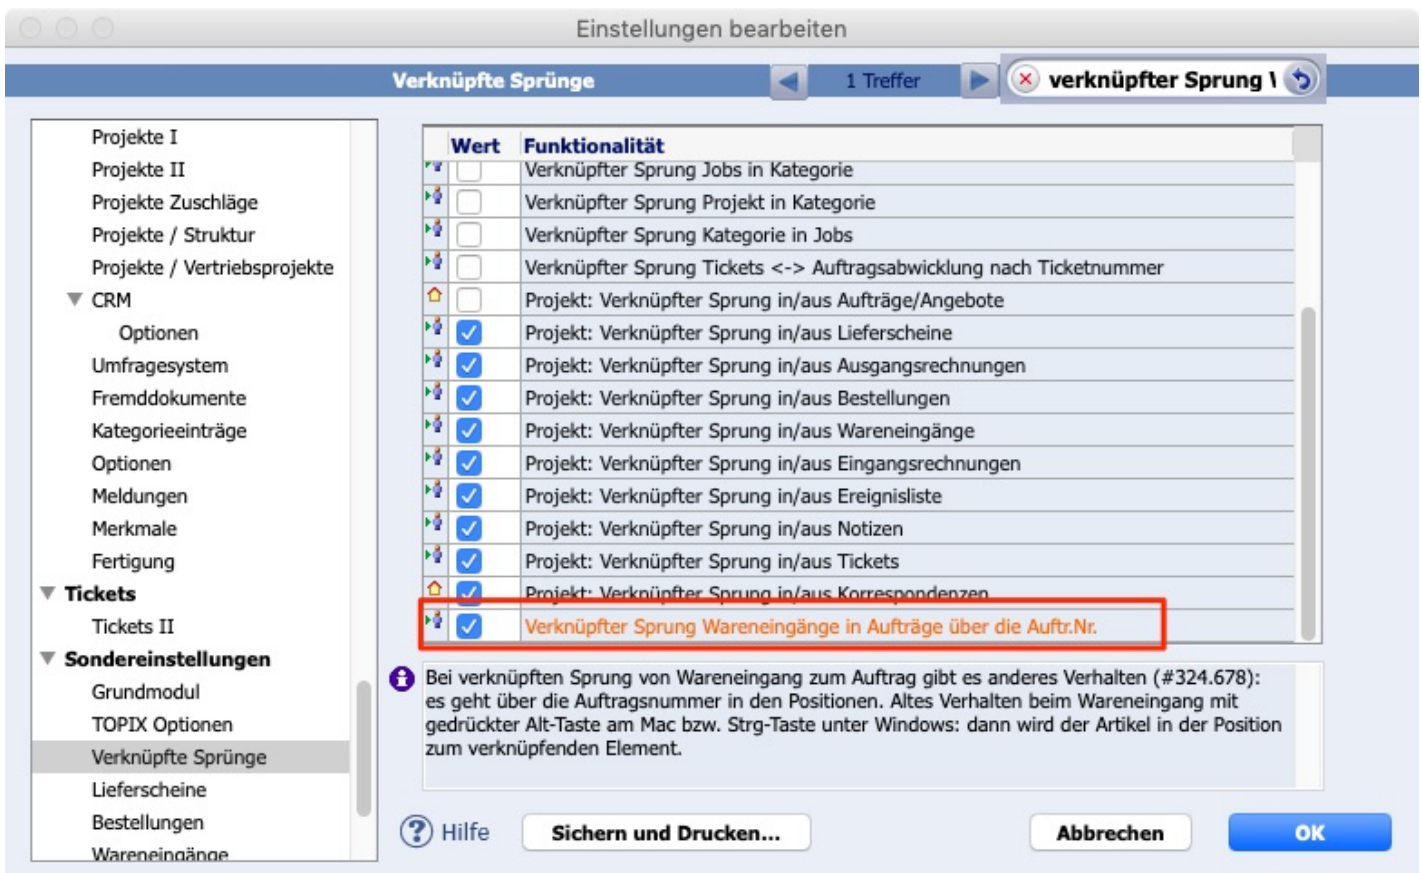 Einstellungen bearbeiten
Verknüpfte Sprünge
1 Treffer
verknüpfter Sprung
Projekte I
Projekte II
Projekte Zuschläge
Projekte / Struktur
Projekte / Vertriebsprojekte
CRM
Optionen
Umfragesystem
Fremddokumente
Kategorieeinträge
Optionen
Meldungen
Merkmale
Fertigung
Tickets
Tickets II
Sondereinstellungen
Grundmodul
TOPIX Optionen
Verknüpfte Sprünge
Lieferscheine
Bestellungen
Wareneingänge
Wert Funktionalität
Verknüpfter Sprung Jobs in Kategorie
Verknüpfter Sprung Projekt in Kategorie
Verknüpfter Sprung Kategorie in Jobs
Verknüpfter Sprung Tickets <-> Auftragsabwicklung nach Ticketnummer
Projekt: Verknüpfter Sprung in/aus Aufträge/Angebote
Projekt: Verknüpfter Sprung in/aus Lieferscheine
Projekt: Verknüpfter Sprung in/aus Ausgangsrechnungen
Projekt: Verknüpfter Sprung in/aus Bestellungen
Projekt: Verknüpfter Sprung in/aus Wareneingänge
Projekt: Verknüpfter Sprung in/aus Eingangsrechnungen
Projekt: Verknüpfter Sprung in/aus Ereignisliste
Projekt: Verknüpfter Sprung in/aus Notizen
Projekt: Verknüpfter Sprung in/aus Tickets
Projekt: Verknüpfter Sprung in/aus Korrespondenzen
Verknüpfter Sprung Wareneingänge in Aufträge über die Auftr.Nr.
Bei verknüpften Sprung von Wareneingang zum Auftrag gibt es anderes Verhalten (#324.678):
es geht über die Auftragsnummer in den Positionen. Altes Verhalten beim Wareneingang mit
gedrückter Alt-Taste am Mac bzw. Strg-Taste unter Windows: dann wird der Artikel in der Position
zum verknüpfenden Element.
? Hilfe
Sichern und Drucken...
Abbrechen
OK